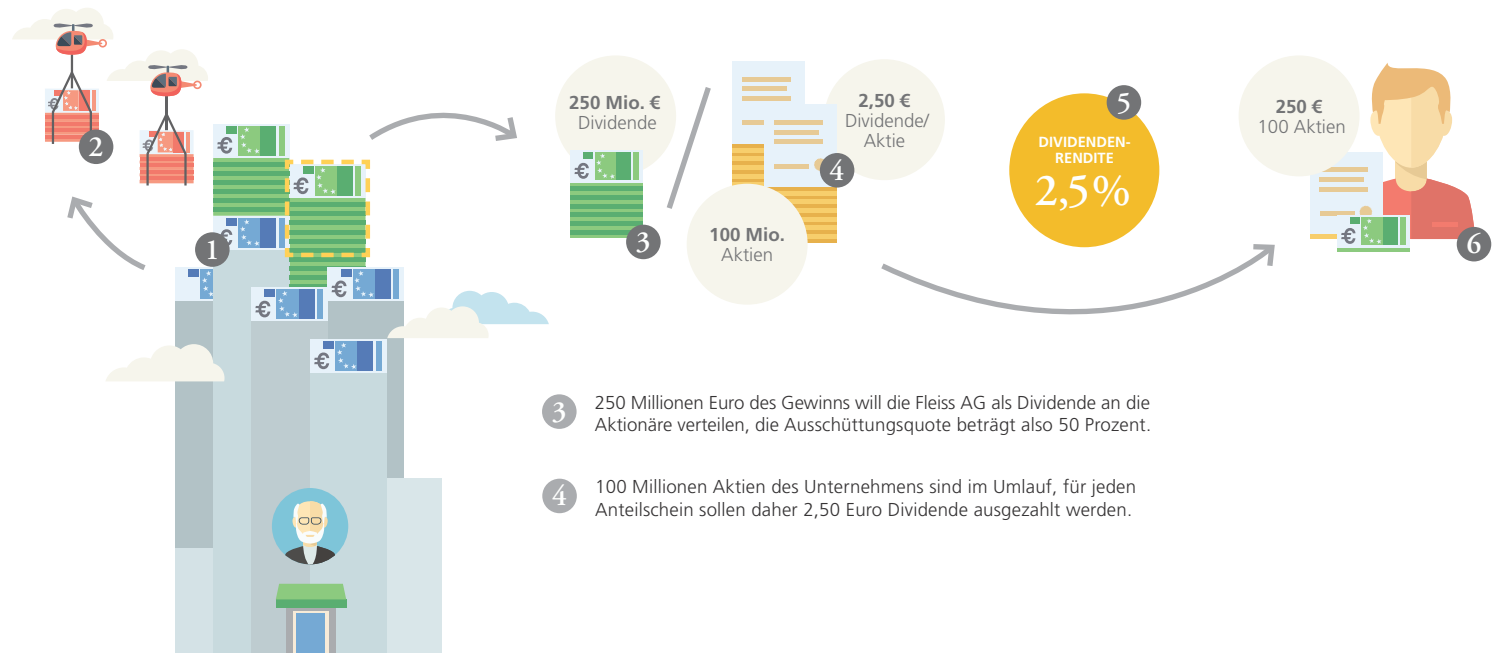 2
1
€
€
€
€
€
€
€
250 Mio. €
Dividende
€
3
2,50 €
Dividende/
Aktie
4
100 Mio.
Aktien
5
DIVIDENDEN-
RENDITE
2,5%
250 €
100 Aktien
€
6
3 250 Millionen Euro des Gewinns will die Fleiss AG als Dividende an die
Aktionäre verteilen, die Ausschüttungsquote beträgt also 50 Prozent.
4 100 Millionen Aktien des Unternehmens sind im Umlauf, für jeden
Anteilschein sollen daher 2,50 Euro Dividende ausgezahlt werden.